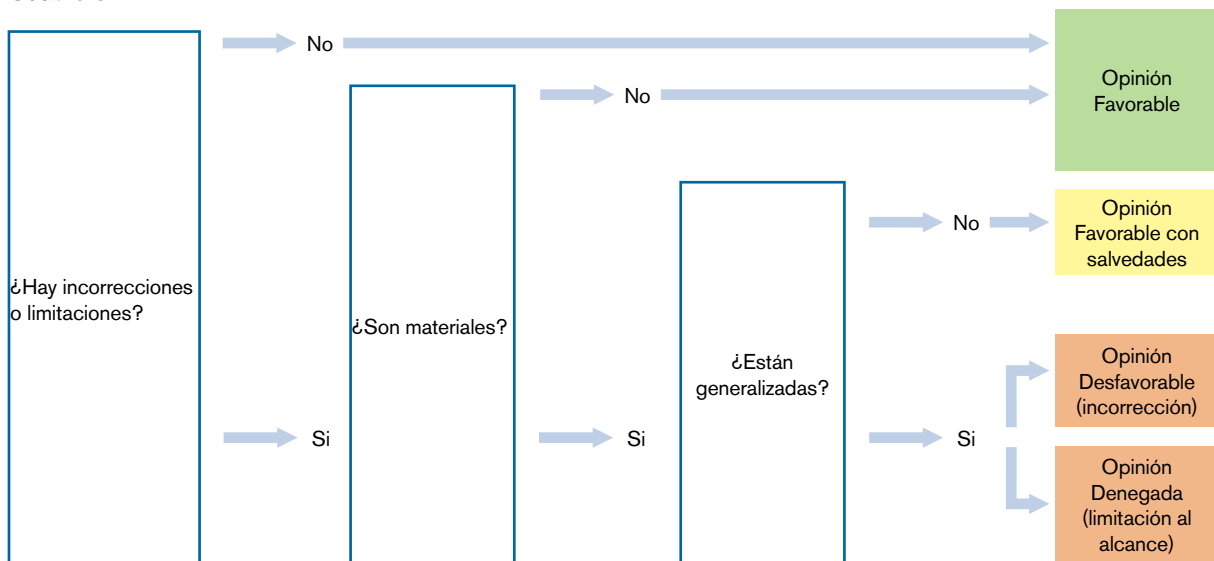 No
No
Opinión
Favorable
No
Opinión
Favorable con
salvedades
¿Hay incorrecciones
o limitaciones?
¿Son materiales?
¿Están
generalizadas?
Si
Si
Si
Opinión
Desfavorable
(incorrección)
Opinión
Denegada
(limitación al
alcance)